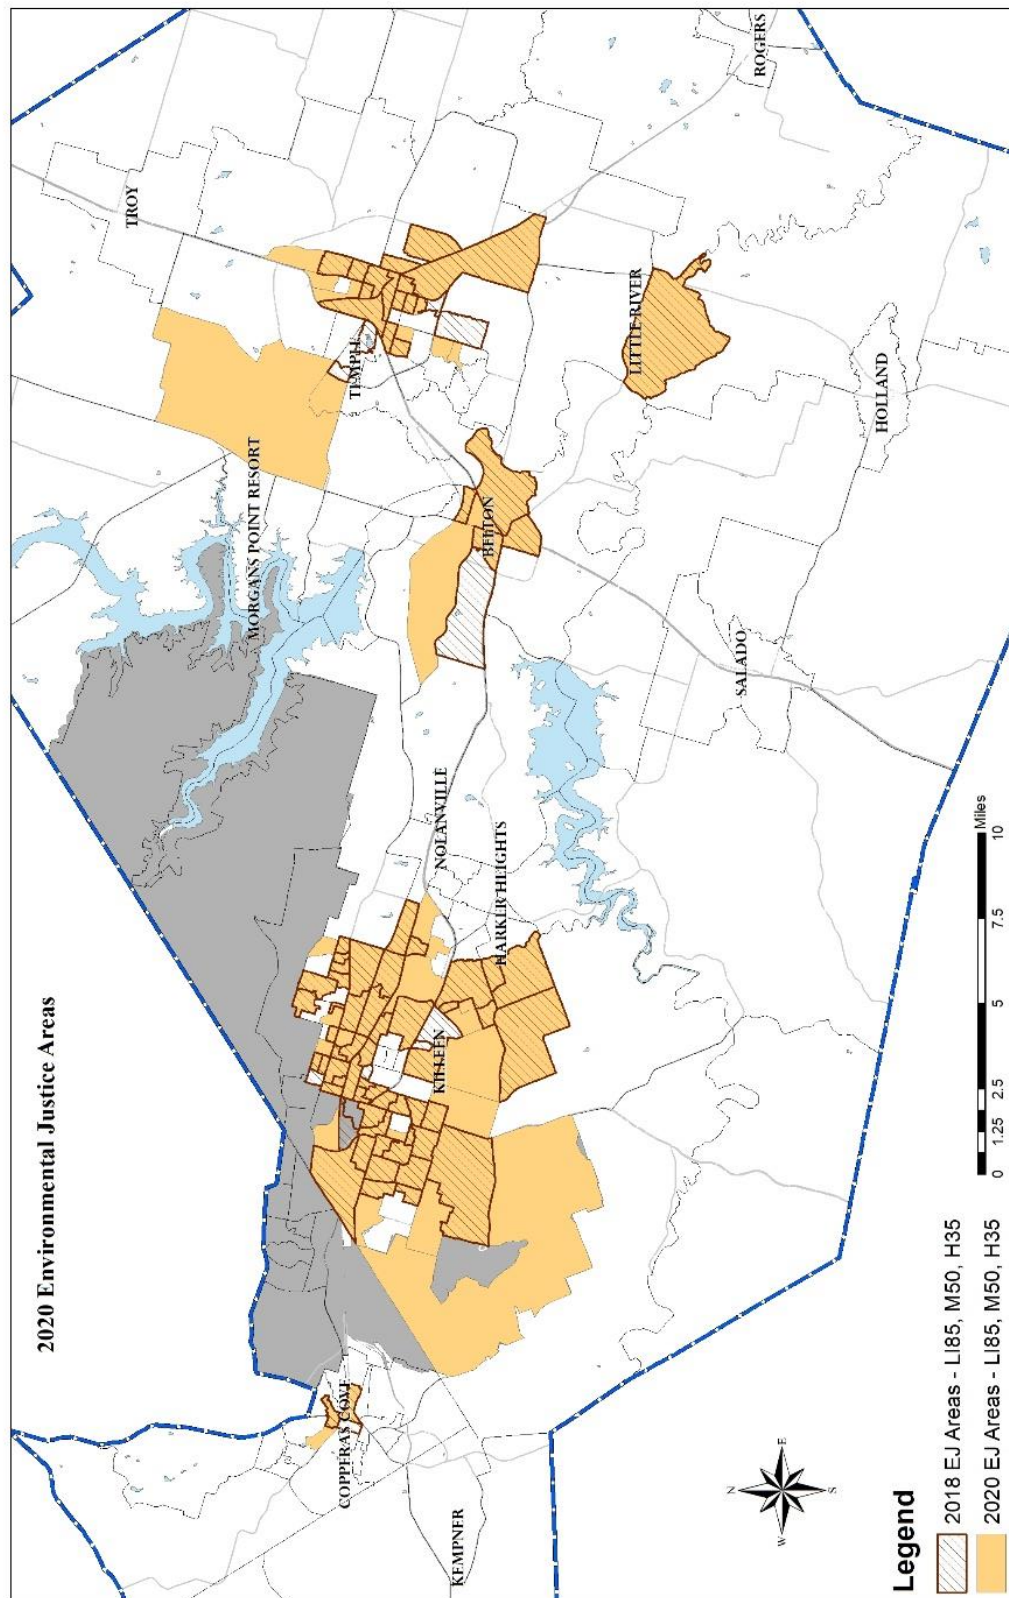 2020 Environmental Justice Areas
TROY
ROGERS
TEMPLE
MORGANS POINT RESORT
LITTLE RIVER
BELTON
HOLLAND
NOLANVILLE
HARKER HEIGHTS
SALADO
KILLEEN
COPPERAS COVE
KEMPNER
N
W
E
S
0 1.25 2.5 5 7.5 10
Miles
Legend
2018 EJ Areas - LI85, M50, H35
2020 EJ Areas - LI85, M50, H35